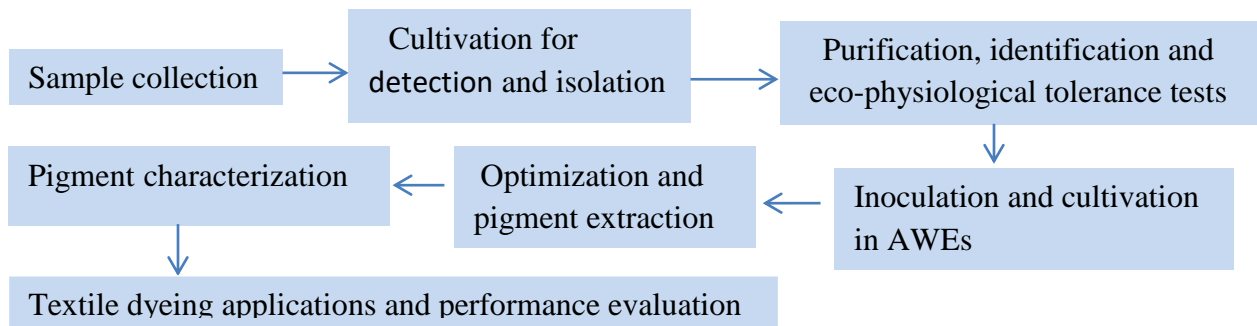 Sample collection
Cultivation for
detection and isolation
Purification, identification and
eco-physiological tolerance tests
Inoculation and cultivation
in AWEs
Optimization and
pigment extraction
Pigment characterization
Textile dyeing applications and performance evaluation